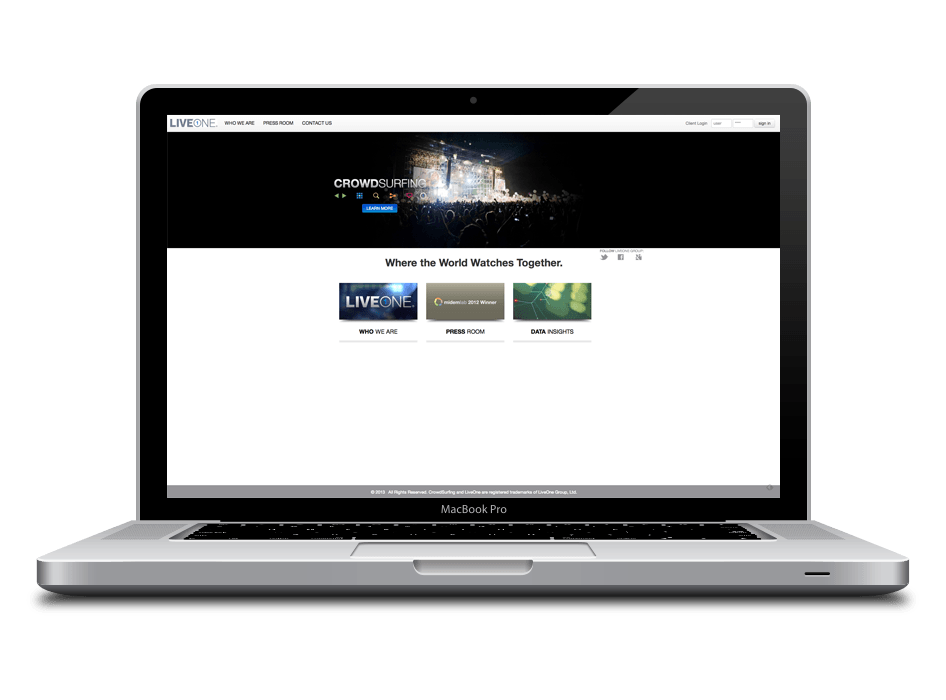 LIVEONE
WHO WE ARE PRESS ROOM CONTACT US
Client Login user sign in
CROWDSURFING
LEARN MORE
FOLLOW LIVEONE GROUP
Where the World Watches Together.
LIVEONE
midemlab 2012 Winner
WHO WE ARE
PRESS ROOM
DATA INSIGHTS
© 2013 All Rights Reserved. CrowdSurfing and LiveOne are registered trademarks of LiveOne Group, Ltd.
MacBook Pro